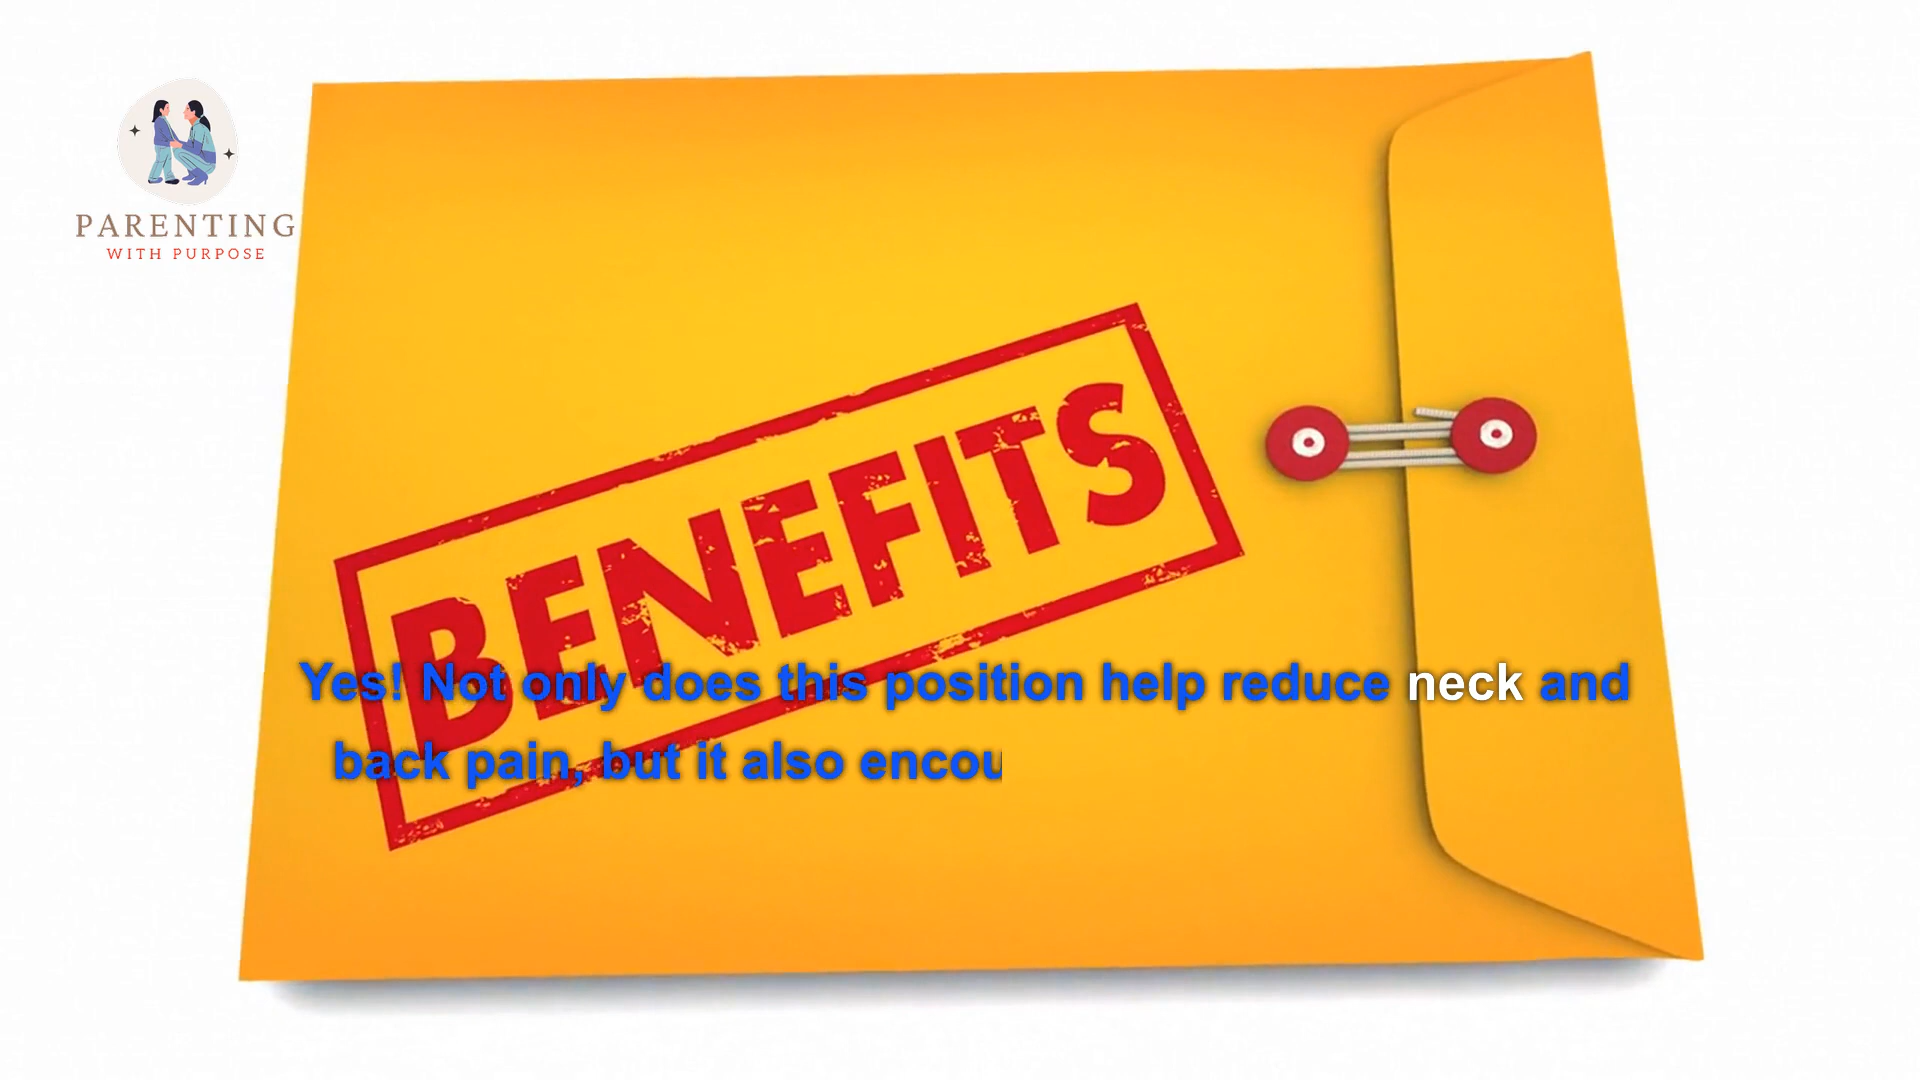 PARENTING
WITH PURPOSE
BENEFITS
Yes! Not only does this position help reduce neck and
back pain, but it also encou